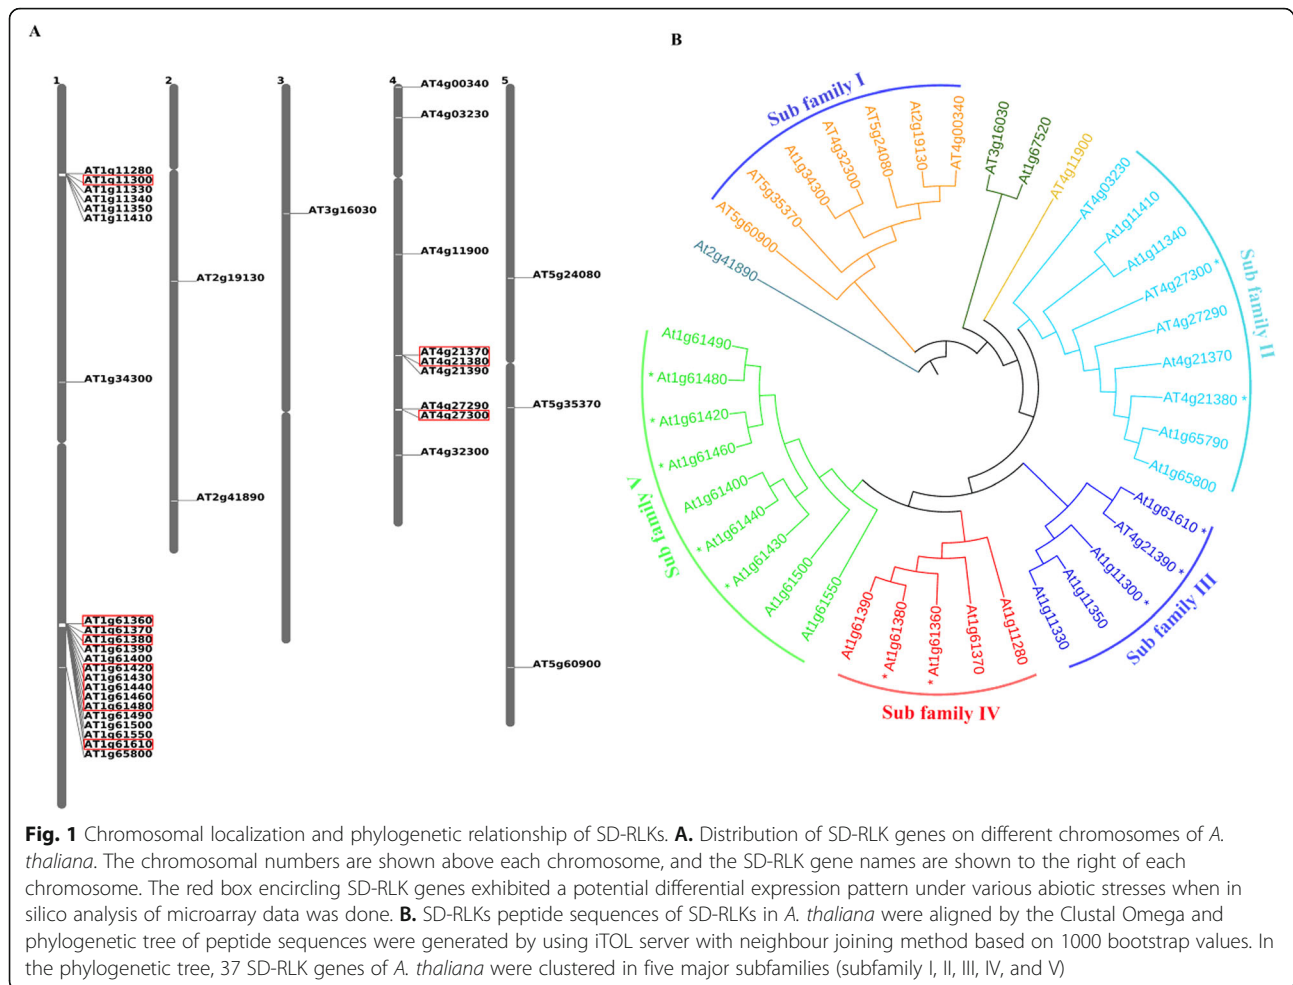 A
1
2
3
4
5
AT1g11280
AT1g11300
AT1g11330
AT1g11340
AT1g11350
AT1g11410
AT1g34300
AT1g61360
AT1g61370
AT1g61380
AT1g61390
AT1g61400
AT1g61420
AT1g61430
AT1g61440
AT1g61460
AT1g61480
AT1g61490
AT1g61500
AT1g61550
AT1g61610
AT1g65800
AT2g19130
AT2g41890
AT3g16030
AT4g00340
AT4g03230
AT4g11900
AT4g21370
AT4g21380
AT4g21390
AT4g27290
AT4g27300
AT4g32300
AT5g24080
AT5g35370
AT5g60900
B
Sub family I
At2g41890
AT5g60900
AT5g35370
At1g34300
AT4g32300
AT5g24080
At2g19130
AT4g00340
AT3g16030
At1g67520
AT4g11900
Sub family II
AT4g03230
At1g11410
At1g11340
AT4g27300 *
AT4g27290
At4g21370
AT4g21380 *
At1g65790
At1g65800
Sub family III
At1g61610 *
AT4g21390 *
At1g11300 *
At1g11350
At1g11330
Sub family IV
At1g11280
At1g61370
* At1g61360
* At1g61380
At1g61390
Sub family V
At1g61550
At1g61500
* At1g61430
* At1g61440
At1g61400
* At1g61460
* At1g61420
* At1g61480
At1g61490
Fig. 1 Chromosomal localization and phylogenetic relationship of SD-RLKs. A. Distribution of SD-RLK genes on different chromosomes of A.
thaliana. The chromosomal numbers are shown above each chromosome, and the SD-RLK gene names are shown to the right of each
chromosome. The red box encircling SD-RLK genes exhibited a potential differential expression pattern under various abiotic stresses when in
silico analysis of microarray data was done. B. SD-RLKs peptide sequences of SD-RLKs in A. thaliana were aligned by the Clustal Omega and
phylogenetic tree of peptide sequences were generated by using iTOL server with neighbour joining method based on 1000 bootstrap values. In
the phylogenetic tree, 37 SD-RLK genes of A. thaliana were clustered in five major subfamilies (subfamily I, II, III, IV, and V)